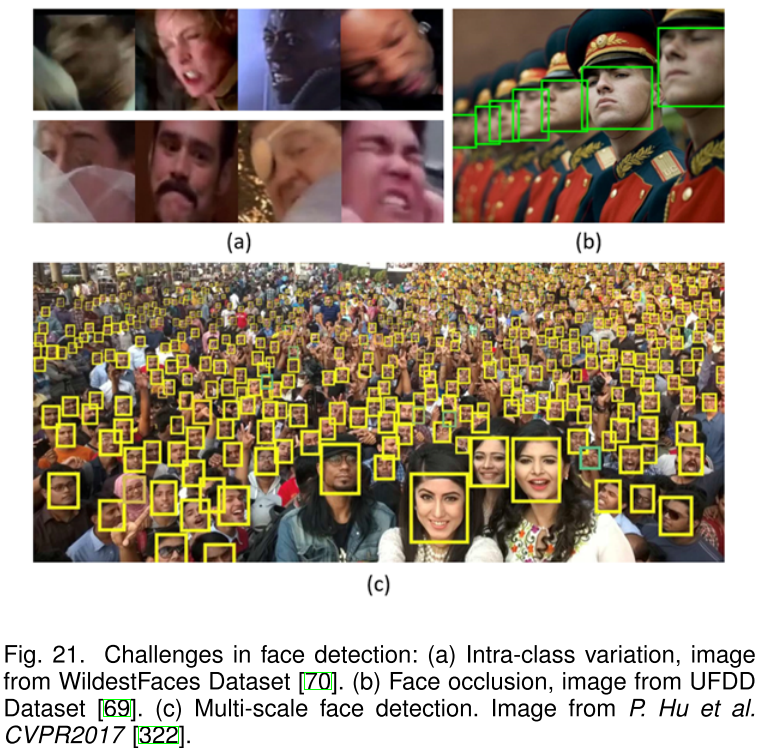 (a)
(b)
(c)
Fig. 21. Challenges in face detection: (a) Intra-class variation, image
from WildestFaces Dataset [70]. (b) Face occlusion, image from UFDD
Dataset [69]. (c) Multi-scale face detection. Image from P. Hu et al.
CVPR2017 [322].